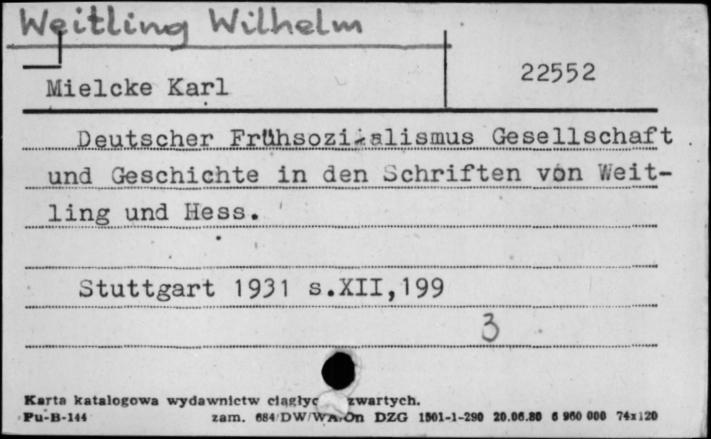 Weitling Wilhelm
Mielcke Karl
22552
Deutscher Frühsozialismus Gesellschaft
und Geschichte in den Schriften von Weit-
ling und Hess.
Stuttgart 1931 s.XII,199
3
Karta katalogowa wydawnictw zwartych.
Pu-B-144 zam. 684/DW/WA/On DZG 1501-1-290 20.06.80 6 960 000 74x120